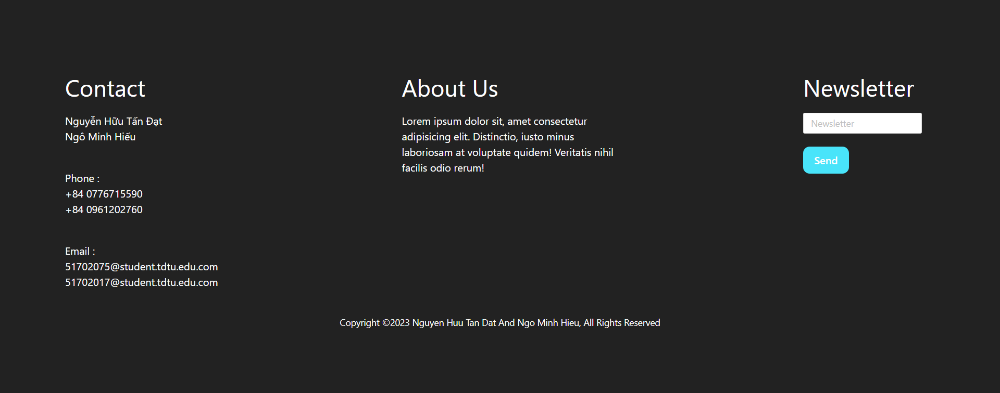 Contact
Nguyễn Hữu Tấn Đạt
Ngô Minh Hiếu
Phone :
+84 0776715590
+84 0961202760
Email :
51702075@student.tdtu.edu.com
51702017@student.tdtu.edu.com
About Us
Lorem ipsum dolor sit, amet consectetur
adipisicing elit. Distinctio, iusto minus
laboriosam at voluptate quidem! Veritatis nihil
facilis odio rerum!
Newsletter
Newsletter
Send
Copyright ©2023 Nguyen Huu Tan Dat And Ngo Minh Hieu, All Rights Reserved